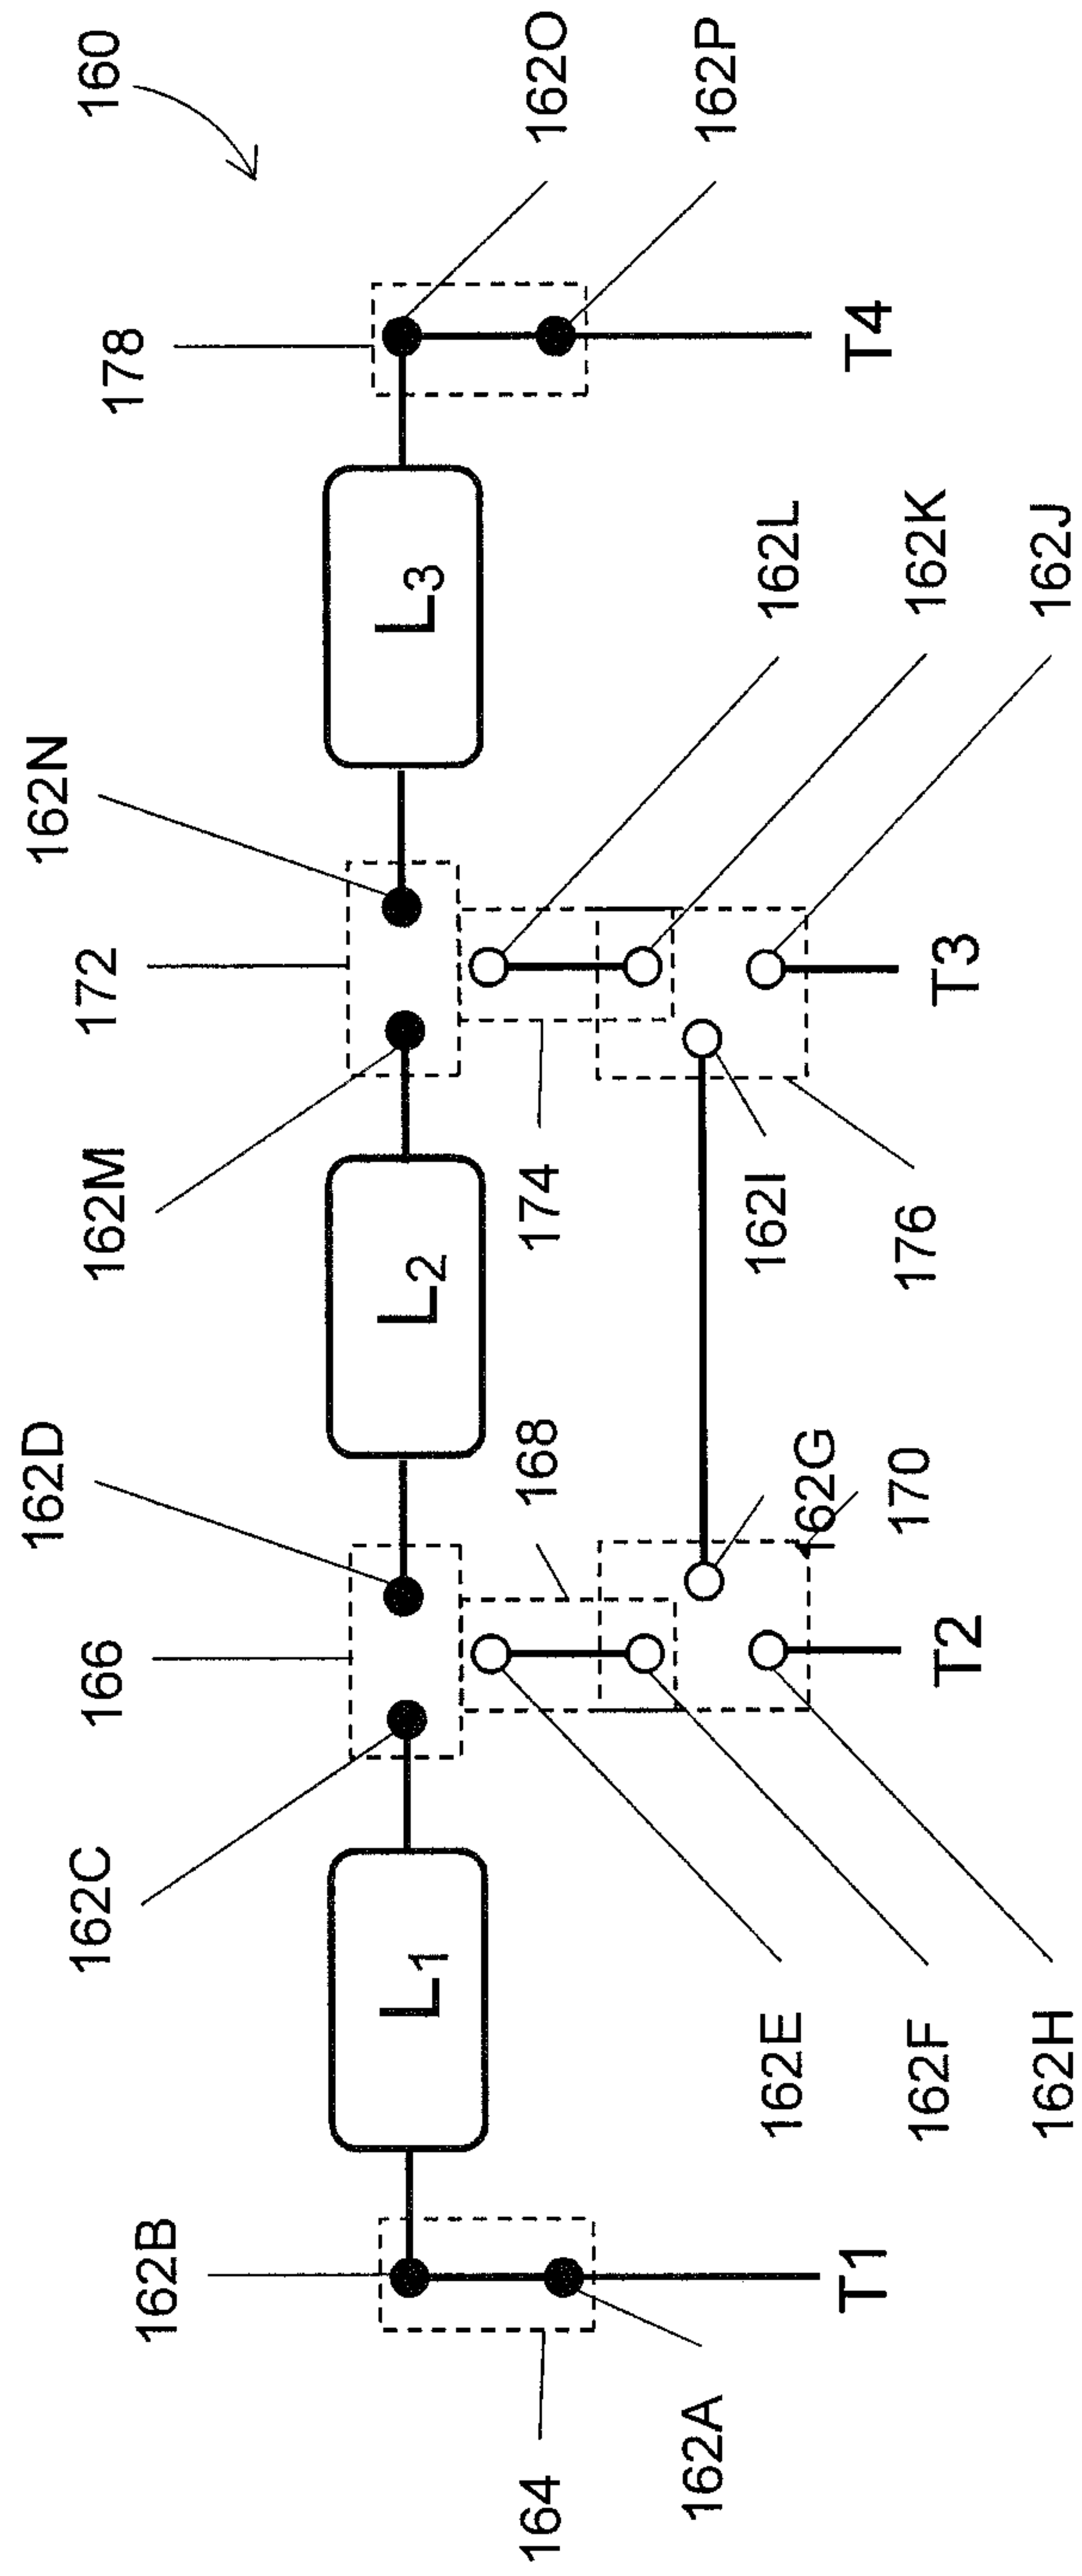 160
162O
162P
178
T4
L3
162N
172
162M
162L
162K
162J
T3
174
162I
176
L2
162D
166
162C
168
162G
170
T2
L1
162E
162F
162H
162B
T1
164
162A